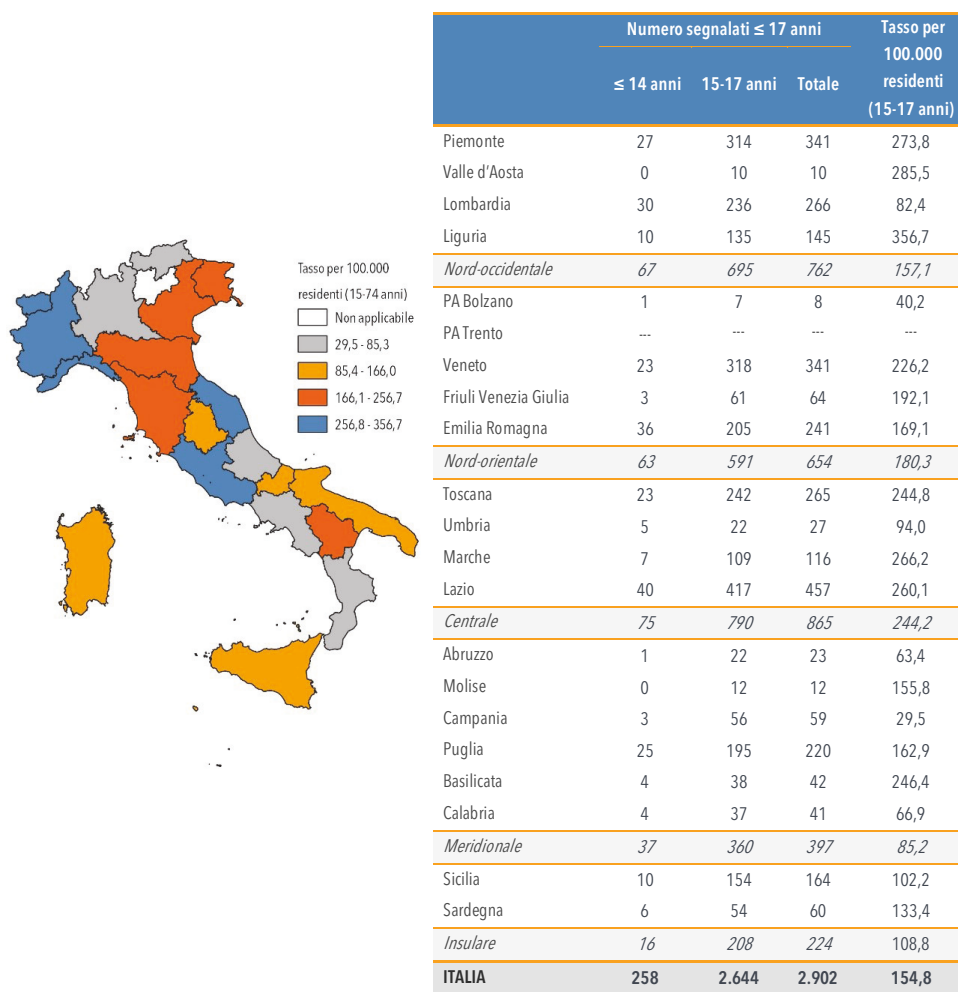 Tasso per 100.000
residenti (15-74 anni)
Non applicabile
29,5 - 85,3
85,4 - 166,0
166,1 - 256,7
256,8 - 356,7
Numero segnalati ≤ 17 anni
Tasso per
100.000
residenti
(15-17 anni)
≤ 14 anni 15-17 anni Totale
Piemonte 27 314 341 273,8
Valle d'Aosta 0 10 10 285,5
Lombardia 30 236 266 82,4
Liguria 10 135 145 356,7
Nord-occidentale 67 695 762 157,1
PA Bolzano 1 7 8 40,2
PA Trento --- --- --- ---
Veneto 23 318 341 226,2
Friuli Venezia Giulia 3 61 64 192,1
Emilia Romagna 36 205 241 169,1
Nord-orientale 63 591 654 180,3
Toscana 23 242 265 244,8
Umbria 5 22 27 94,0
Marche 7 109 116 266,2
Lazio 40 417 457 260,1
Centrale 75 790 865 244,2
Abruzzo 1 22 23 63,4
Molise 0 12 12 155,8
Campania 3 56 59 29,5
Puglia 25 195 220 162,9
Basilicata 4 38 42 246,4
Calabria 4 37 41 66,9
Meridionale 37 360 397 85,2
Sicilia 10 154 164 102,2
Sardegna 6 54 60 133,4
Insulare 16 208 224 108,8
ITALIA 258 2.644 2.902 154,8